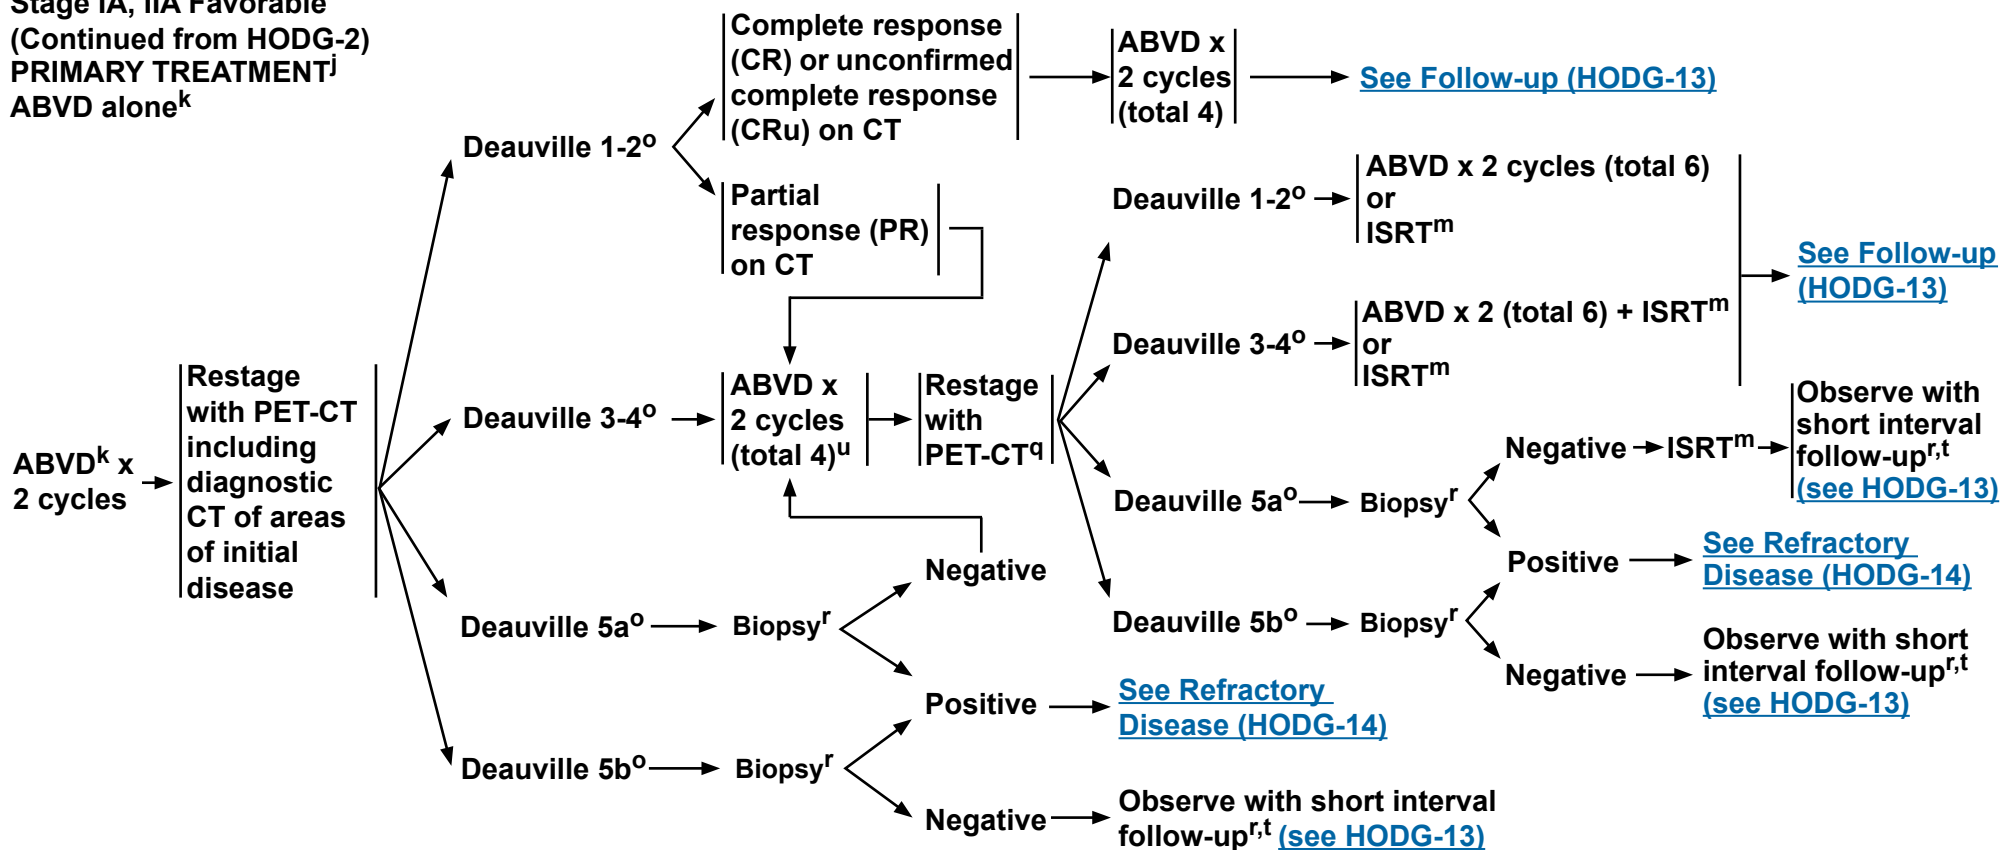 Stage IA, IIA Favorable
(Continued from HODG-2)
PRIMARY TREATMENTj
ABVD alonek
ABVDk x
2 cycles
Restage
with PET-CT
including
diagnostic
CT of areas
of initial
disease
Deauville 1-2o
Complete response
(CR) or unconfirmed
complete response
(CRu) on CT
ABVD x
2 cycles
(total 4)
See Follow-up (HODG-13)
Partial
response (PR)
on CT
Deauville 3-4o
ABVD x
2 cycles
(total 4)u
Restage
with
PET-CTq
Deauville 1-2o
ABVD x 2 cycles (total 6)
or
ISRTm
Deauville 3-4o
ABVD x 2 (total 6) + ISRTm
or
ISRTm
See Follow-up
(HODG-13)
Deauville 5ao
Biopsyr
Negative
ISRTm
Observe with
short interval
follow-upr,t
(see HODG-13)
Positive
See Refractory
Disease (HODG-14)
Deauville 5bo
Biopsyr
Negative
Observe with short
interval follow-upr,t
(see HODG-13)
Deauville 5ao
Biopsyr
Negative
Positive
See Refractory
Disease (HODG-14)
Deauville 5bo
Biopsyr
Negative
Observe with short interval
follow-upr,t (see HODG-13)